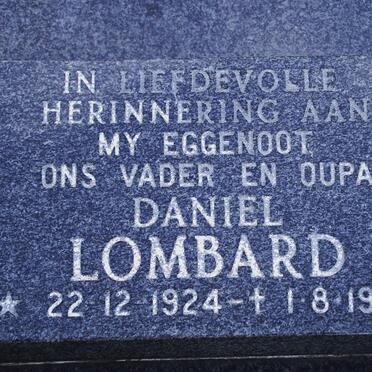 IN LIEFDEVOLLE
HERINNERING AAN
MY EGGENOOT
ONS VADER EN OUPA
DANIEL
LOMBARD
* 22-12-1924 - † 1-8-19